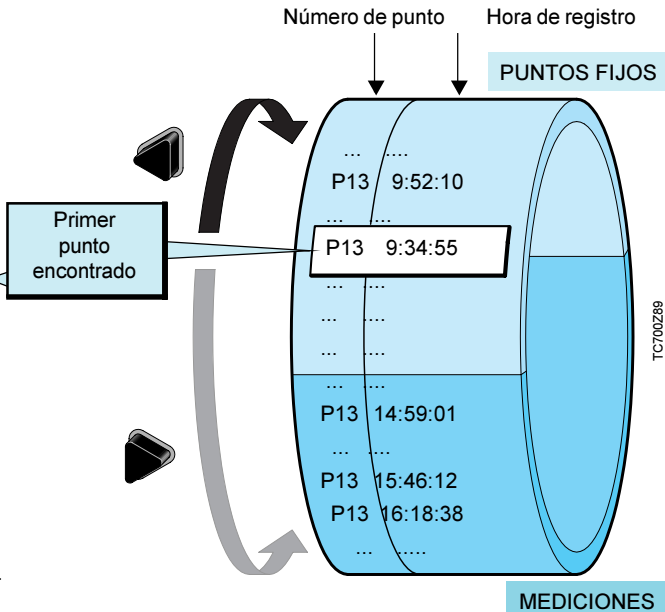 Número de punto Hora de registro
PUNTOS FIJOS
... ....
P13 9:52:10
... ....
Primer
punto
encontrado
P13 9:34:55
... ....
... ....
... ....
... ....
P13 14:59:01
... ....
P13 15:46:12
P13 16:18:38
... .....
MEDICIONES
TC700Z89